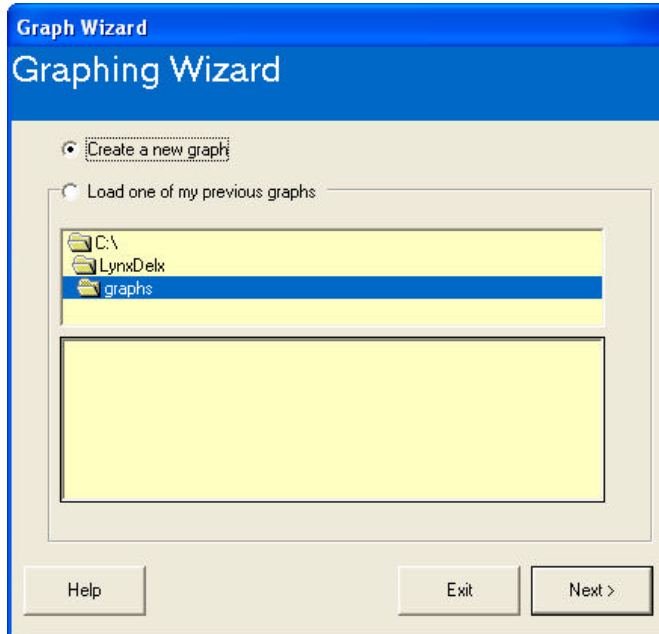 Graph Wizard
Graphing Wizard
Create a new graph
Load one of my previous graphs
C:\
LynxDelx
graphs
Help Exit Next >